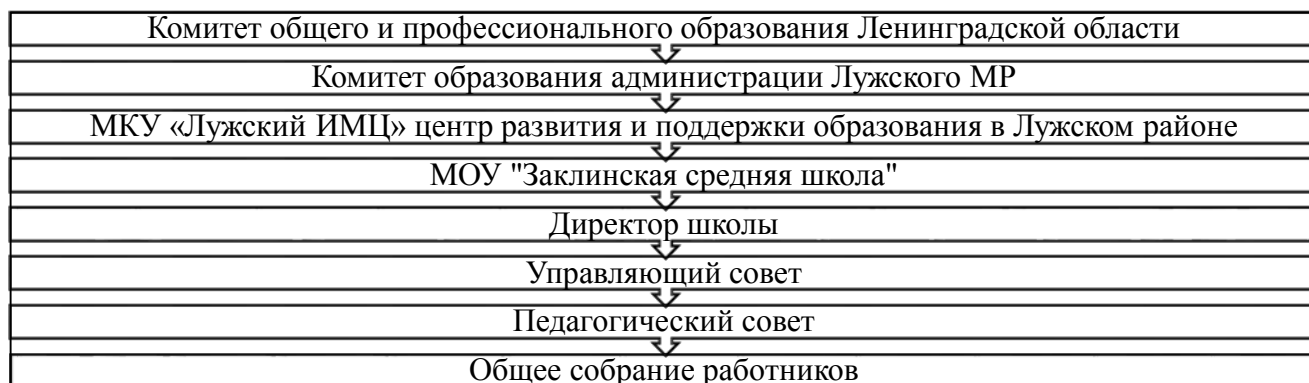 Комитет общего и профессионального образования Ленинградской области
Комитет образования администрации Лужского МР
МКУ «Лужский ИМЦ» центр развития и поддержки образования в Лужском районе
МОУ "Заклинская средняя школа"
Директор школы
Управляющий совет
Педагогический совет
Общее собрание работников